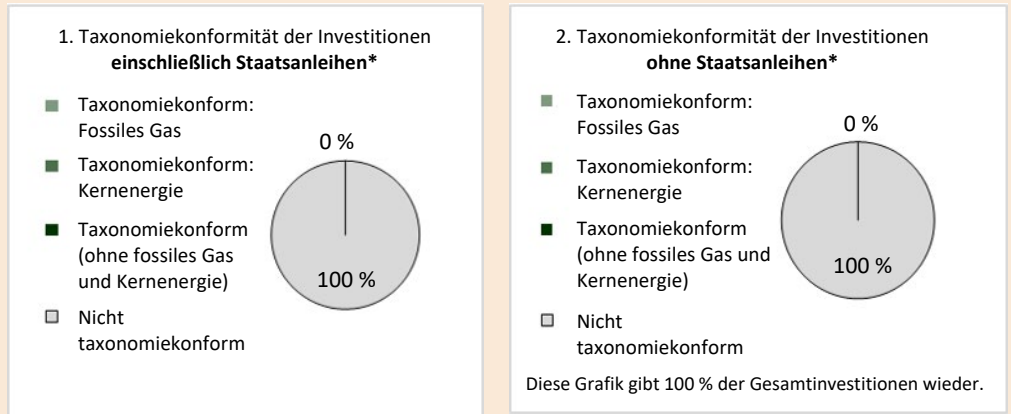 1. Taxonomiekonformität der Investitionen
einschließlich Staatsanleihen*
Taxonomiekonform:
Fossiles Gas
Taxonomiekonform:
Kernenergie
Taxonomiekonform
(ohne fossiles Gas
und Kernenergie)
Nicht
taxonomiekonform
0 %
100 %
2. Taxonomiekonformität der Investitionen
ohne Staatsanleihen*
Taxonomiekonform:
Fossiles Gas
Taxonomiekonform:
Kernenergie
Taxonomiekonform
(ohne fossiles Gas und
Kernenergie)
Nicht
taxonomiekonform
0 %
100 %
Diese Grafik gibt 100 % der Gesamtinvestitionen wieder.